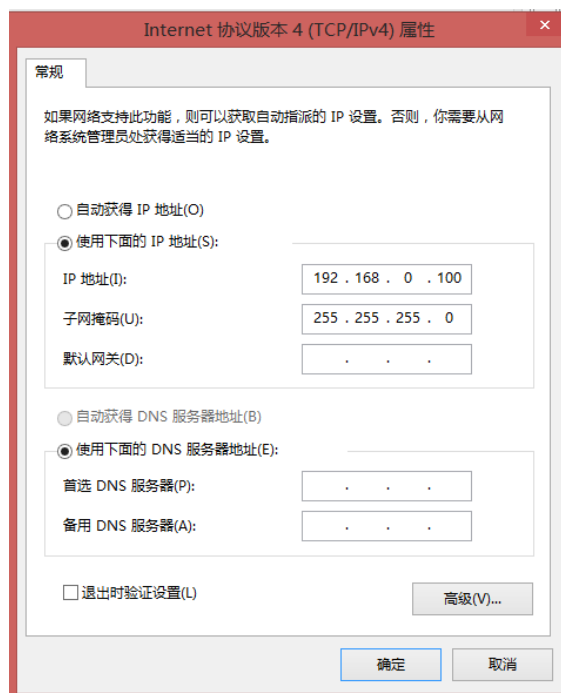 Internet 协议版本 4 (TCP/IPv4) 属性
常规
如果网络支持此功能，则可以获取自动指派的 IP 设置。否则，你需要从网
络系统管理员处获得适当的 IP 设置。
自动获得 IP 地址(O)
使用下面的 IP 地址(S):
IP 地址(I): 192 . 168 . 0 . 100
子网掩码(U): 255 . 255 . 255 . 0
默认网关(D): . . .
自动获得 DNS 服务器地址(B)
使用下面的 DNS 服务器地址(E):
首选 DNS 服务器(P): . . .
备用 DNS 服务器(A): . . .
退出时验证设置(L)
高级(V)...
确定 取消